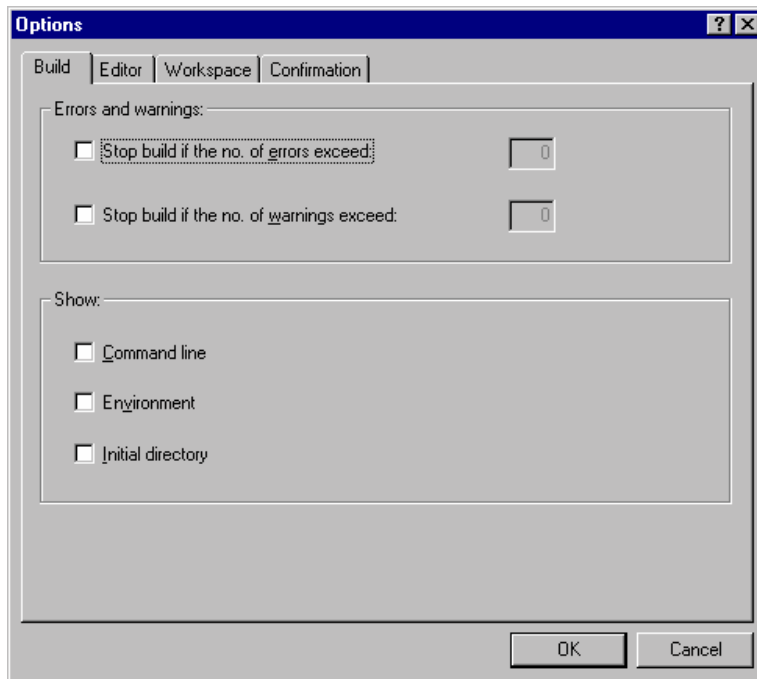 Options
Build Editor Workspace Confirmation
Errors and warnings:
Stop build if the no. of errors exceed: 0
Stop build if the no. of warnings exceed: 0
Show:
Command line
Environment
Initial directory
OK Cancel